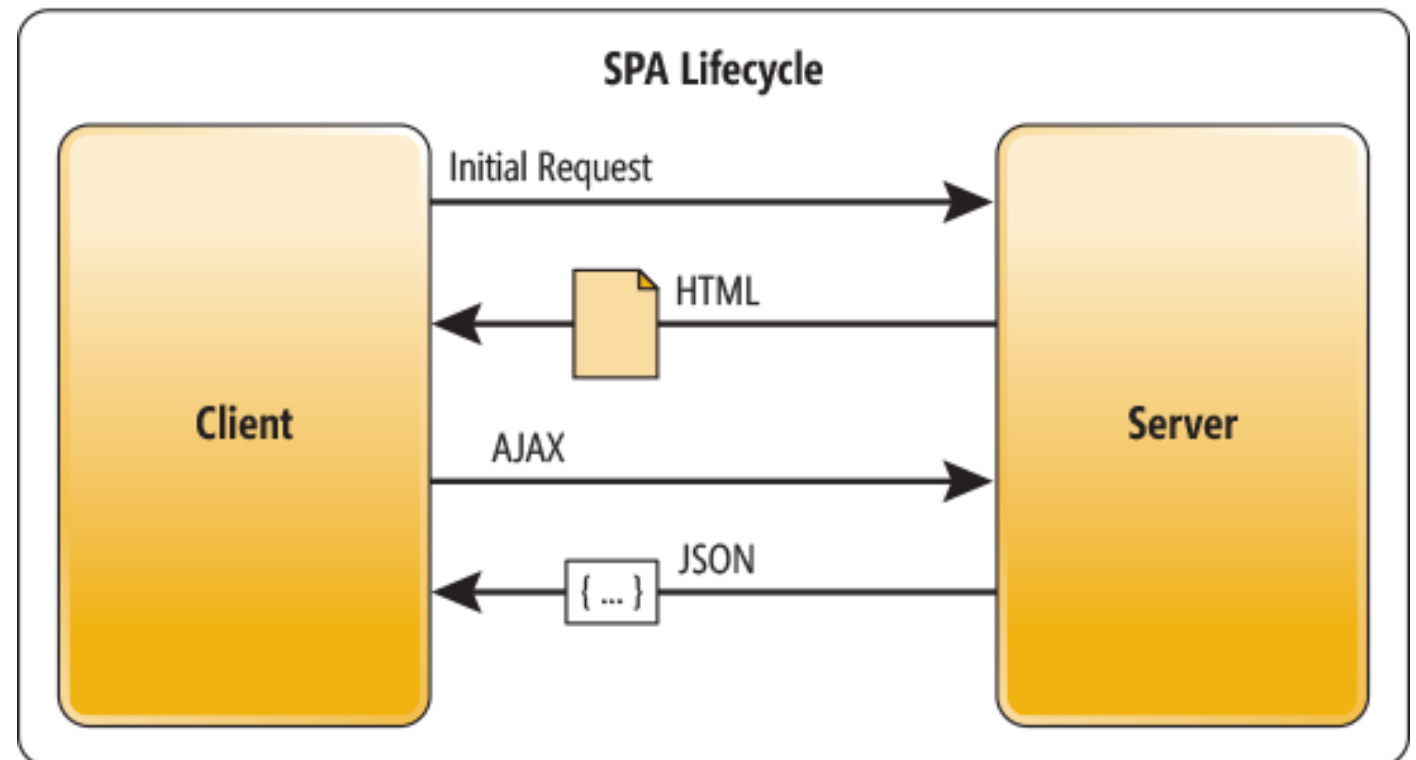 SPA Lifecycle
Initial Request
HTML
Client
Server
AJAX
JSON
{ ... }